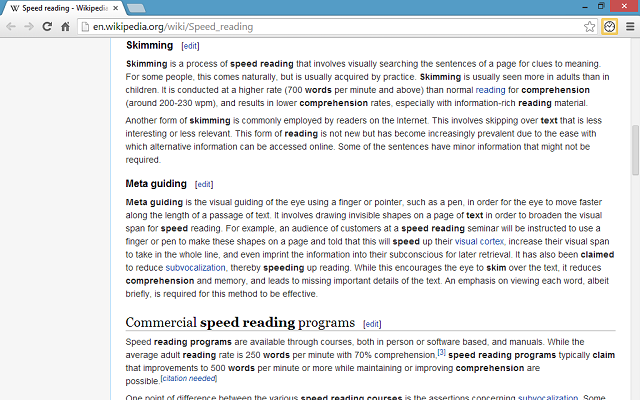 Speed reading - Wikipedia
en.wikipedia.org/wiki/Speed_reading
Skimming [edit]
Skimming is a process of speed reading that involves visually searching the sentences of a page for clues to meaning.
For some people, this comes naturally, but is usually acquired by practice. Skimming is usually seen more in adults than in
children. It is conducted at a higher rate (700 words per minute and above) than normal reading for comprehension
(around 200-230 wpm), and results in lower comprehension rates, especially with information-rich reading material.
Another form of skimming is commonly employed by readers on the Internet. This involves skipping over text that is less
interesting or less relevant. This form of reading is not new but has become increasingly prevalent due to the ease with
which alternative information can be accessed online. Some of the sentences have minor information that might not be
required.
Meta guiding [edit]
Meta guiding is the visual guiding of the eye using a finger or pointer, such as a pen, in order for the eye to move faster
along the length of a passage of text. It involves drawing invisible shapes on a page of text in order to broaden the visual
span for speed reading. For example, an audience of customers at a speed reading seminar will be instructed to use a
finger or pen to make these shapes on a page and told that this will speed up their visual cortex, increase their visual span
to take in the whole line, and even imprint the information into their subconscious for later retrieval. It has also been claimed
to reduce subvocalization, thereby speeding up reading. While this encourages the eye to skim over the text, it reduces
comprehension and memory, and leads to missing important details of the text. An emphasis on viewing each word, albeit
briefly, is required for this method to be effective.
Commercial speed reading programs [edit]
Speed reading programs are available through courses, both in person or software based, and manuals. While the
average adult reading rate is 250 words per minute with 70% comprehension,[3] speed reading programs typically claim
that improvements to 500 words per minute or more while maintaining or improving comprehension are
possible.[citation needed]
One point of difference between the various speed reading courses is the assertions concerning subvocalization. Some